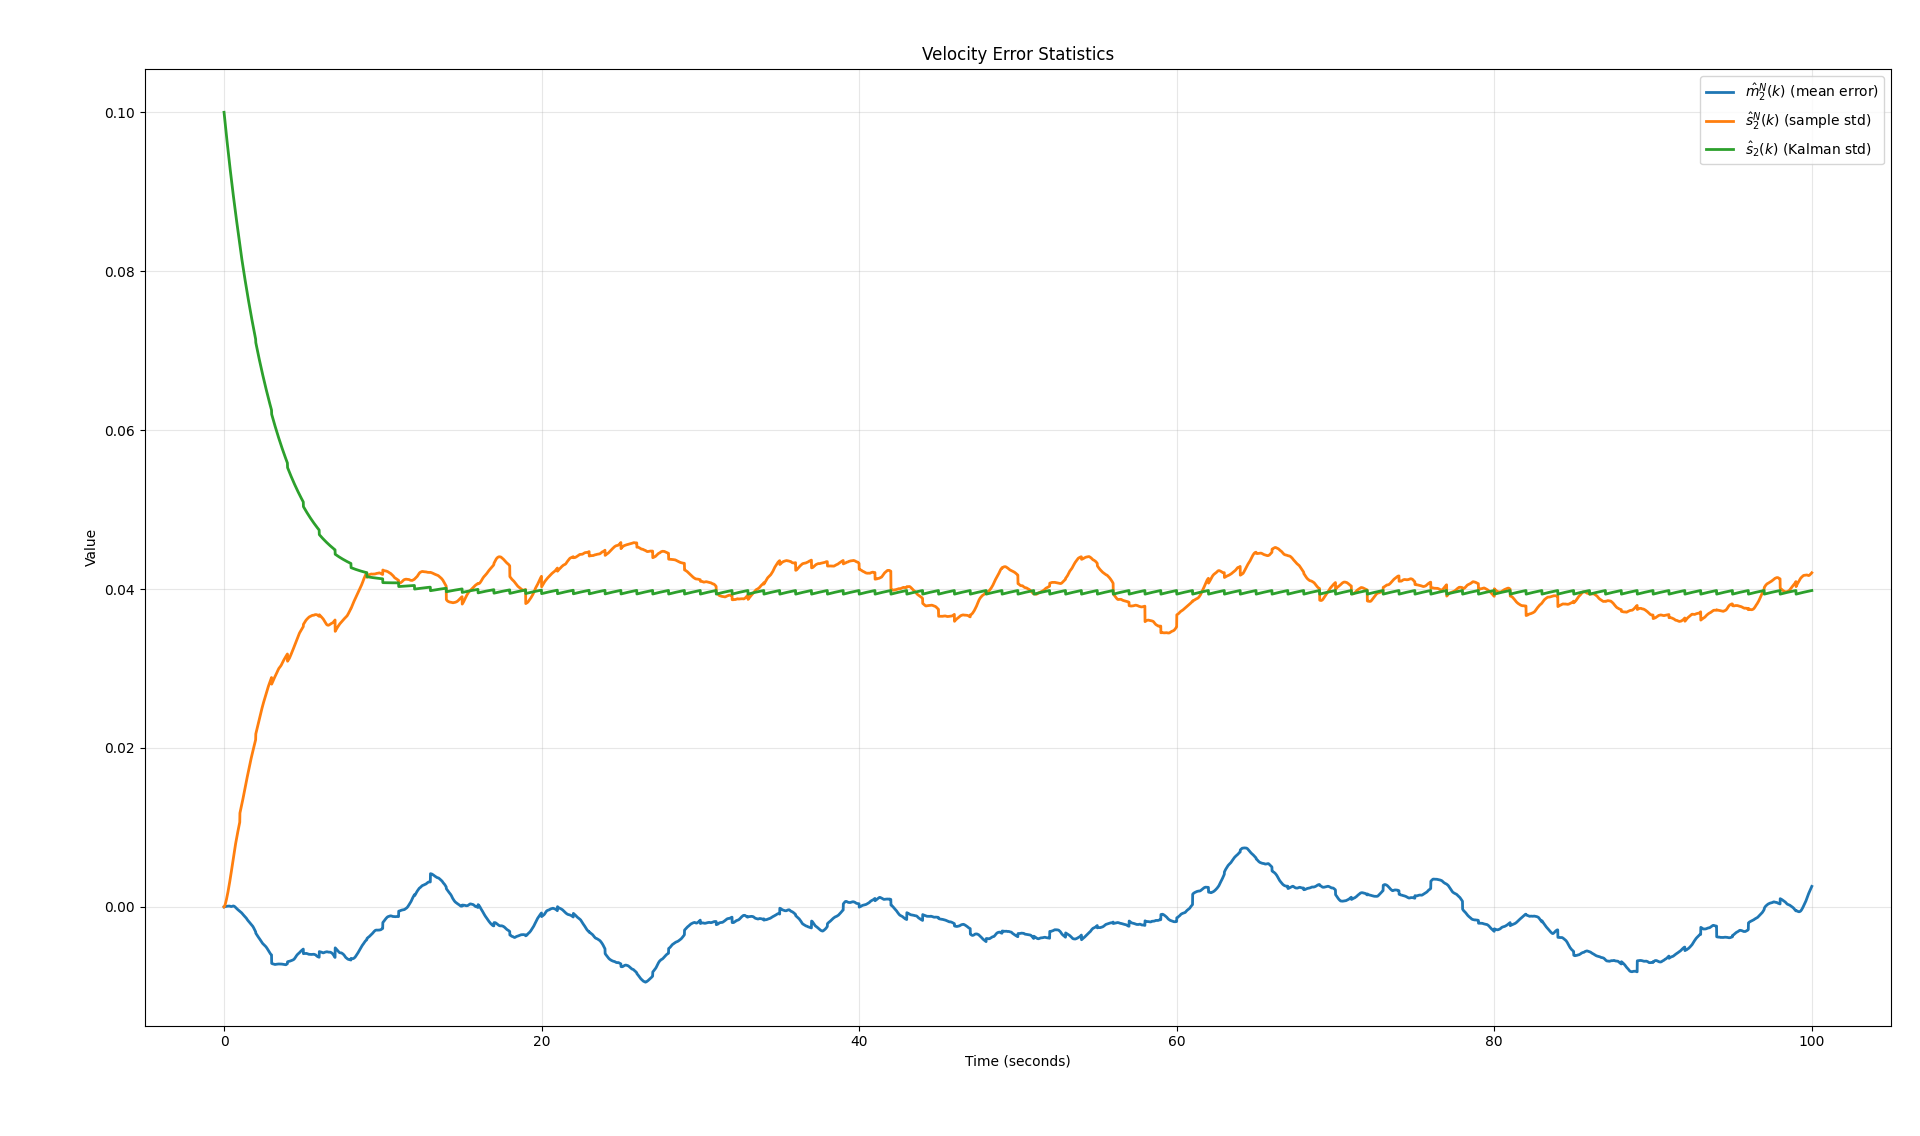 Velocity Error Statistics
m̂₂ᴺ(k) (mean error)
ŝ₂ᴺ(k) (sample std)
ŝ₂(k) (Kalman std)
Value
0.10
0.08
0.06
0.04
0.02
0.00
0 20 40 60 80 100
Time (seconds)